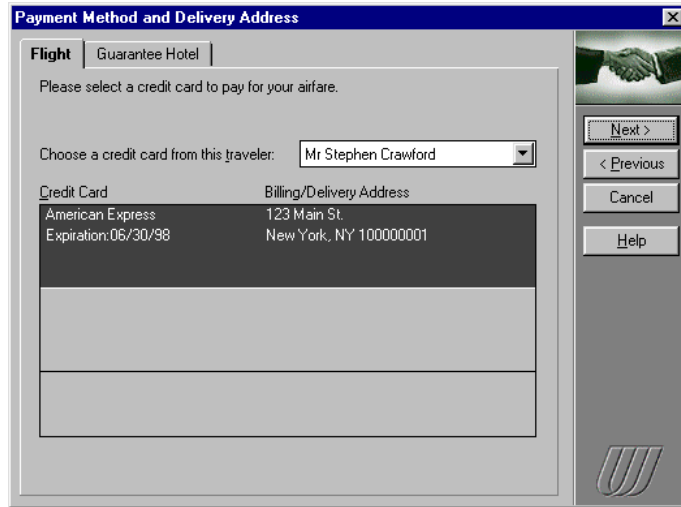 Payment Method and Delivery Address
Flight
Guarantee Hotel
Please select a credit card to pay for your airfare.
Choose a credit card from this traveler: Mr Stephen Crawford
Credit Card Billing/Delivery Address
American Express 123 Main St.
Expiration:06/30/98 New York, NY 100000001
Next >
< Previous
Cancel
Help